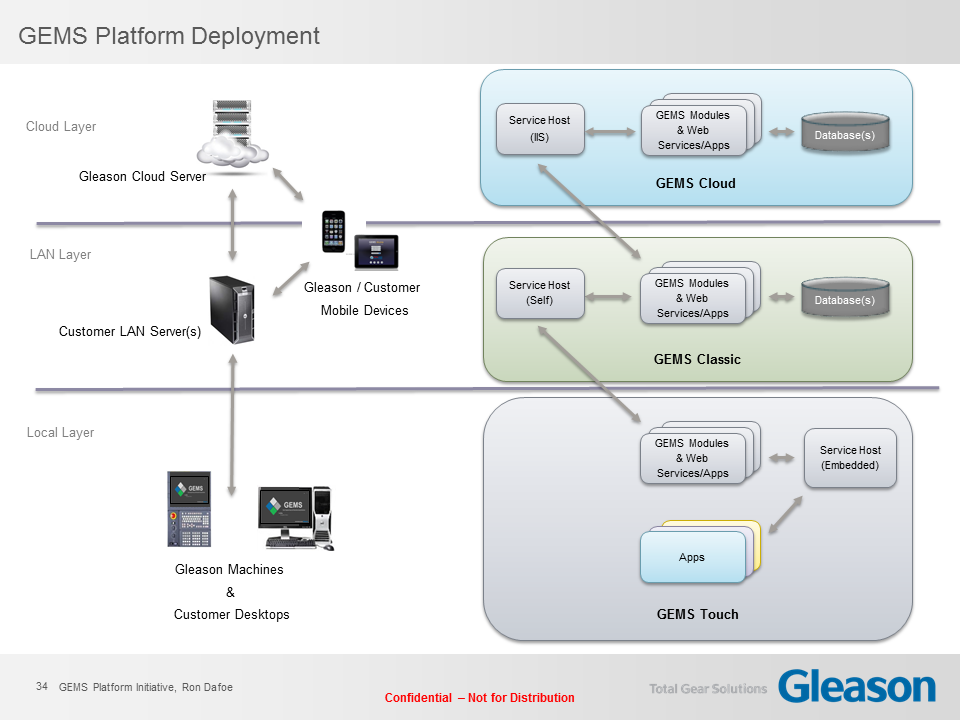 GEMS Platform Deployment
Cloud Layer
Gleason Cloud Server
Service Host
(IIS)
GEMS Modules
& Web
Services/Apps
Database(s)
GEMS Cloud
LAN Layer
Gleason / Customer
Mobile Devices
Customer LAN Server(s)
Service Host
(Self)
GEMS Modules
& Web
Services/Apps
Database(s)
GEMS Classic
Local Layer
GEMS
GEMS
Gleason Machines
&
Customer Desktops
GEMS Modules
& Web
Services/Apps
Service Host
(Embedded)
Apps
GEMS Touch
34 GEMS Platform Initiative, Ron Dafoe
Confidential – Not for Distribution
Total Gear Solutions
Gleason